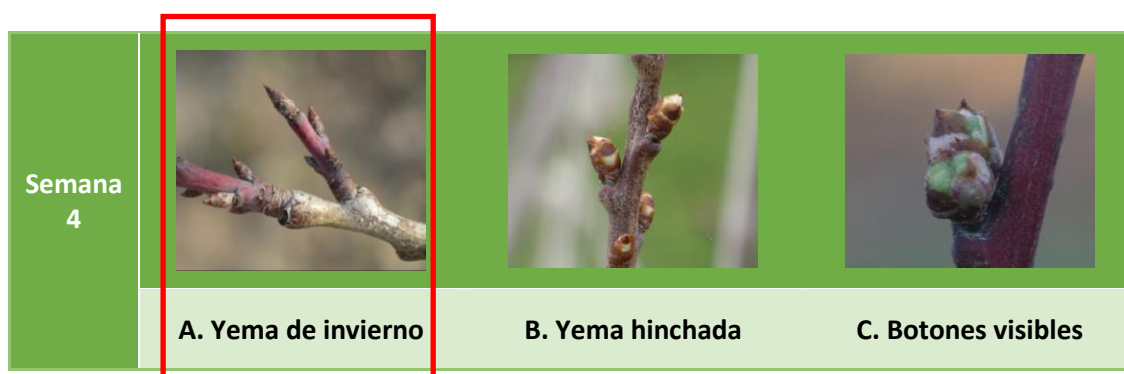 Semana
4
A. Yema de invierno
B. Yema hinchada
C. Botones visibles